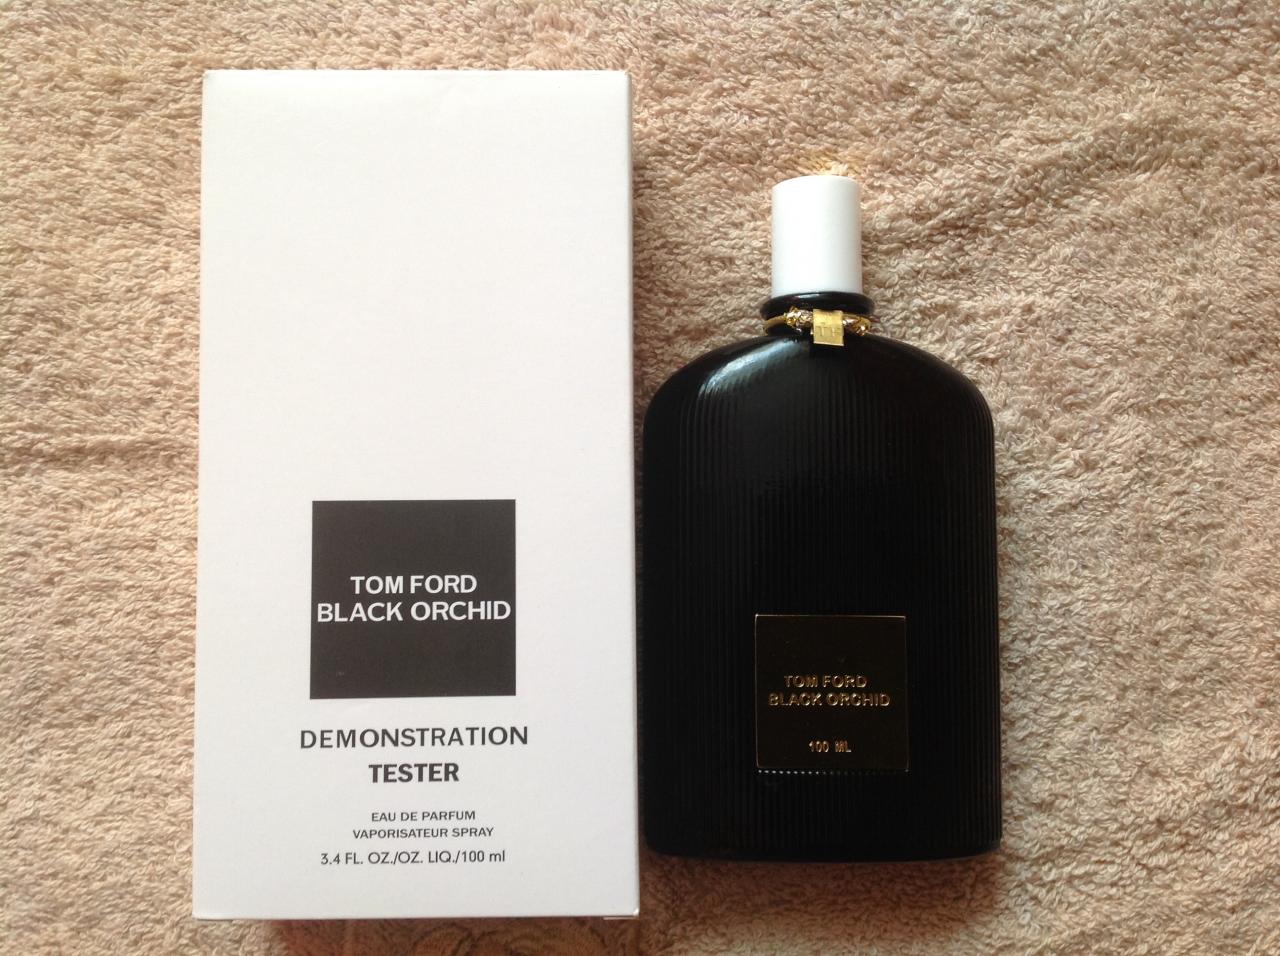 TOM FORD
BLACK ORCHID
DEMONSTRATION
TESTER
EAU DE PARFUM
VAPORISATEUR SPRAY
3.4 FL. OZ./OZ. LIQ./100 ml
TOM FORD
BLACK ORCHID
100 ML